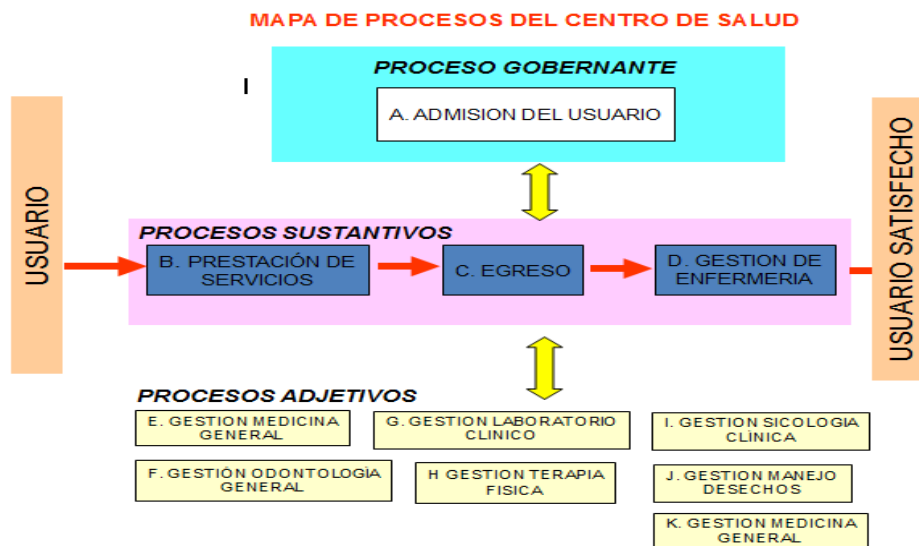 MAPA DE PROCESOS DEL CENTRO DE SALUD
I
PROCESO GOBERNANTE
A. ADMISION DEL USUARIO
USUARIO
PROCESOS SUSTANTIVOS
B. PRESTACIÓN DE
SERVICIOS
C. EGRESO
D. GESTION DE
ENFERMERIA
USUARIO SATISFECHO
PROCESOS ADJETIVOS
E. GESTION MEDICINA
GENERAL
G. GESTION LABORATORIO
CLINICO
I. GESTION SICOLOGIA
CLÌNICA
F. GESTIÓN ODONTOLOGÌA
GENERAL
H GESTION TERAPIA
FISICA
J. GESTION MANEJO
DESECHOS
K. GESTION MEDICINA
GENERAL